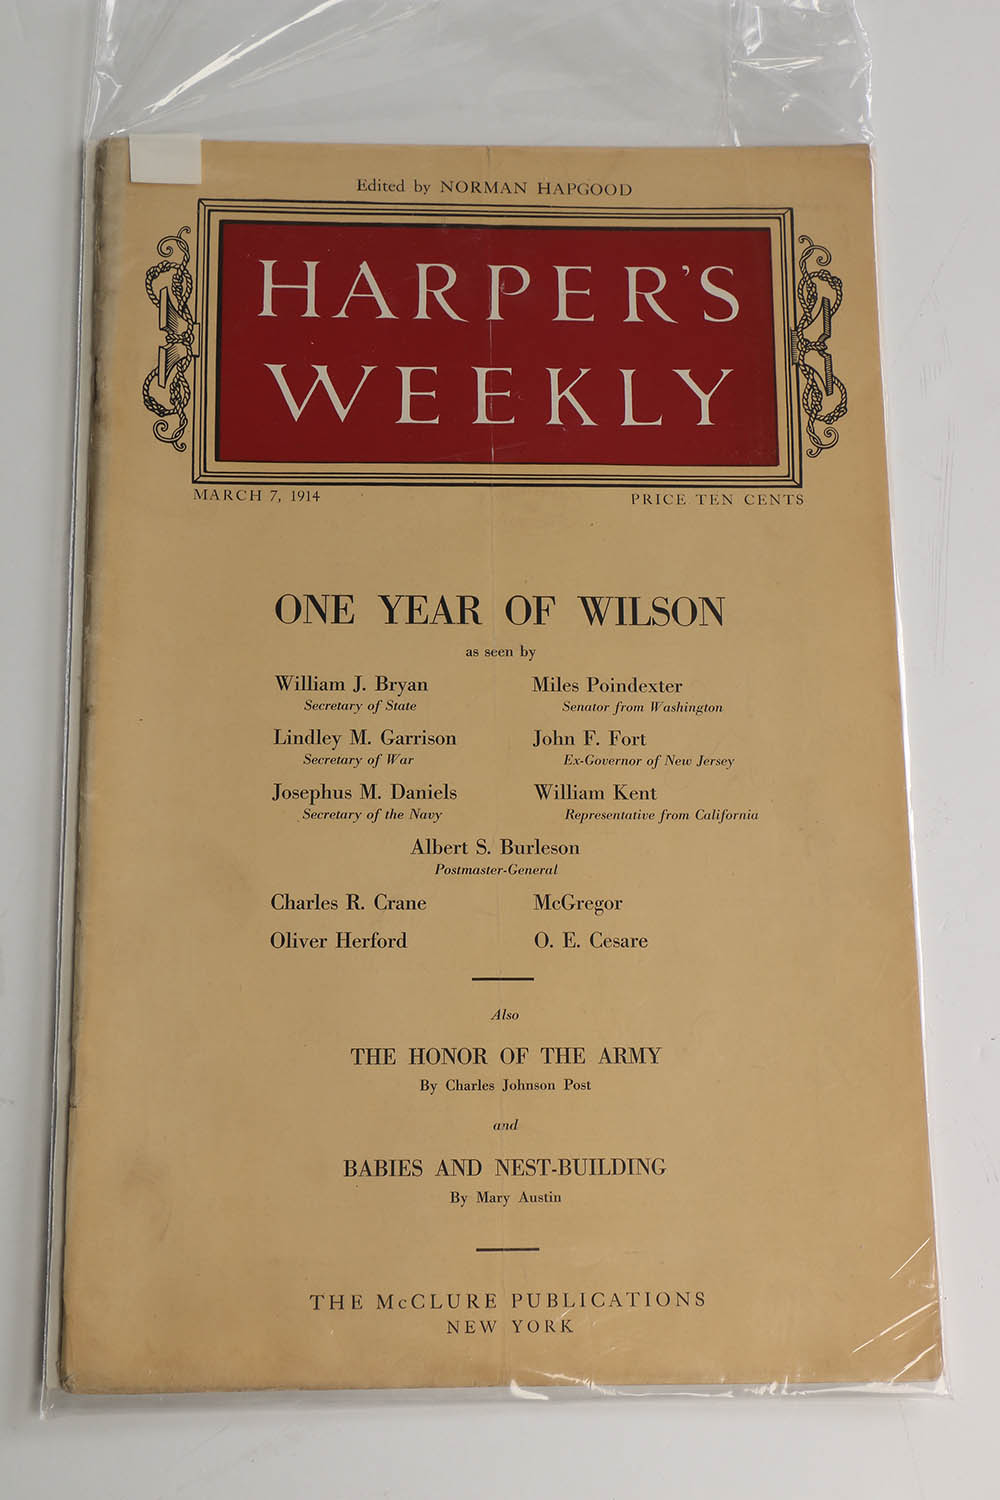 Edited by NORMAN HAPGOOD
HARPER'S
WEEKLY
MARCH 7, 1914 PRICE TEN CENTS
ONE YEAR OF WILSON
as seen by
William J. Bryan Miles Poindexter
Secretary of State Senator from Washington
Lindley M. Garrison John F. Fort
Secretary of War Ex-Governor of New Jersey
Josephus M. Daniels William Kent
Secretary of the Navy Representative from California
Albert S. Burleson
Postmaster-General
Charles R. Crane McGregor
Oliver Herford O. E. Cesare
Also
THE HONOR OF THE ARMY
By Charles Johnson Post
and
BABIES AND NEST-BUILDING
By Mary Austin
THE McCLURE PUBLICATIONS
NEW YORK